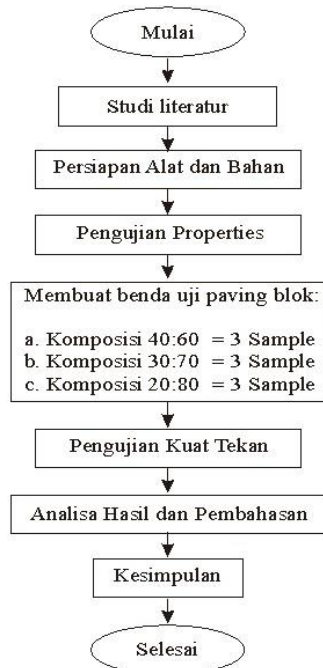 Mulai
Studi literatur
Persiapan Alat dan Bahan
Pengujian Properties
Membuat benda uji paving blok:
a. Komposisi 40:60 = 3 Sample
b. Komposisi 30:70 = 3 Sample
c. Komposisi 20:80 = 3 Sample
Pengujian Kuat Tekan
Analisa Hasil dan Pembahasan
Kesimpulan
Selesai